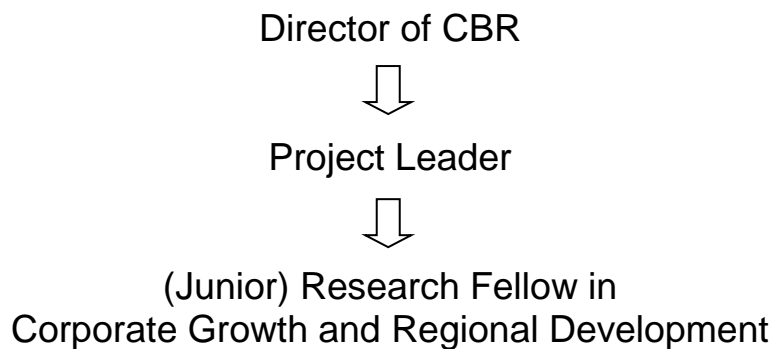 Director of CBR
Project Leader
(Junior) Research Fellow in
Corporate Growth and Regional Development